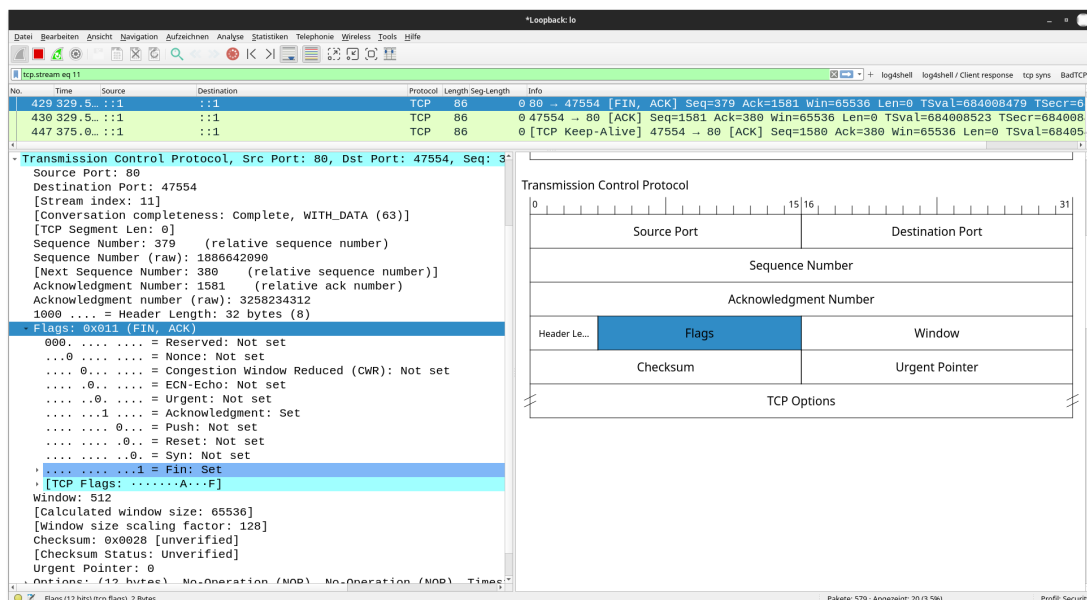 *Loopback: lo
Datei Bearbeiten Ansicht Navigation Aufzeichnen Analyse Statistiken Telephonie Wireless Tools Hilfe
tcp.stream eq 11
+ log4shell log4shell / Client response tcp syns BadTCP
No. Time Source Destination Protocol Length Seg-Length Info
429 329.5… ::1 ::1 TCP 86 0 80 → 47554 [FIN, ACK] Seq=379 Ack=1581 Win=65536 Len=0 TSval=684008479 TSecr=6
430 329.5… ::1 ::1 TCP 86 0 47554 → 80 [ACK] Seq=1581 Ack=380 Win=65536 Len=0 TSval=684008523 TSecr=684008
447 375.0… ::1 ::1 TCP 86 0 [TCP Keep-Alive] 47554 → 80 [ACK] Seq=1580 Ack=380 Win=65536 Len=0 TSval=684054
Transmission Control Protocol, Src Port: 80, Dst Port: 47554, Seq: 3
Source Port: 80
Destination Port: 47554
[Stream index: 11]
[Conversation completeness: Complete, WITH_DATA (63)]
[TCP Segment Len: 0]
Sequence Number: 379 (relative sequence number)
Sequence Number (raw): 1886642090
[Next Sequence Number: 380 (relative sequence number)]
Acknowledgment Number: 1581 (relative ack number)
Acknowledgment number (raw): 3258234312
1000 .... = Header Length: 32 bytes (8)
Flags: 0x011 (FIN, ACK)
000. .... .... = Reserved: Not set
...0 .... .... = Nonce: Not set
.... 0... .... = Congestion Window Reduced (CWR): Not set
.... .0.. .... = ECN-Echo: Not set
.... ..0. .... = Urgent: Not set
.... ...1 .... = Acknowledgment: Set
.... .... 0... = Push: Not set
.... .... .0.. = Reset: Not set
.... .... ..0. = Syn: Not set
.... .... ...1 = Fin: Set
[TCP Flags: ·······A···F]
Window: 512
[Calculated window size: 65536]
[Window size scaling factor: 128]
Checksum: 0x0028 [unverified]
[Checksum Status: Unverified]
Urgent Pointer: 0
Options: (12 bytes), No-Operation (NOP), No-Operation (NOP), Times
Transmission Control Protocol
0 15 16 31
Source Port Destination Port
Sequence Number
Acknowledgment Number
Header Le... Flags Window
Checksum Urgent Pointer
TCP Options
Flags (12 bits) (tcp.flags), 2 Bytes Pakete: 579 · Angezeigt: 20 (3.5%) Profil: Securit